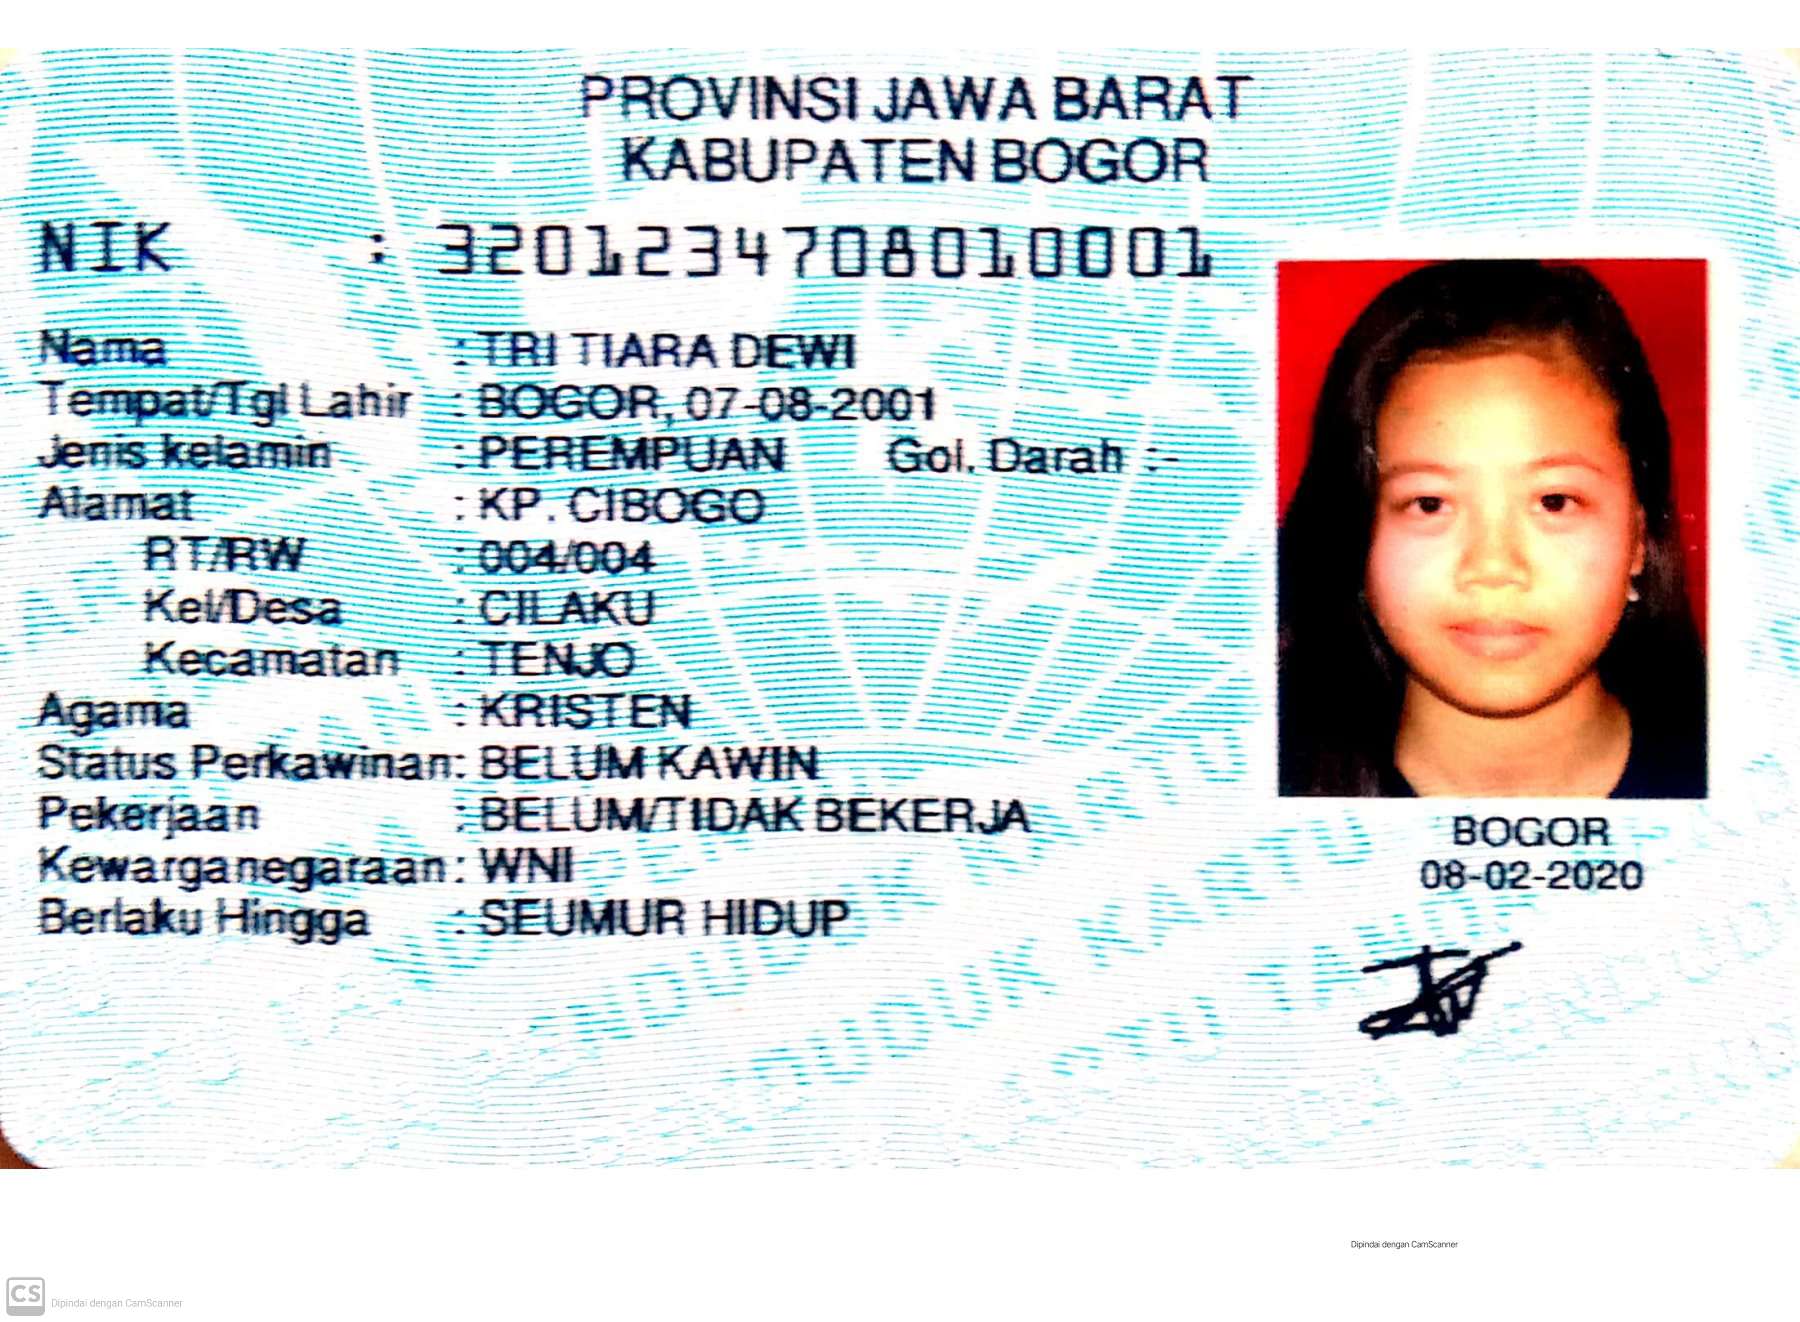 PROVINSI JAWA BARAT
KABUPATEN BOGOR
NIK : 3201234708010001
Nama : TRI TIARA DEWI
Tempat/Tgl Lahir : BOGOR, 07-08-2001
Jenis kelamin : PEREMPUAN Gol. Darah :-
Alamat : KP. CIBOGO
RT/RW : 004/004
Kel/Desa : CILAKU
Kecamatan : TENJO
Agama : KRISTEN
Status Perkawinan: BELUM KAWIN
Pekerjaan : BELUM/TIDAK BEKERJA
Kewarganegaraan: WNI
Berlaku Hingga : SEUMUR HIDUP
BOGOR
08-02-2020
Dipindai dengan CamScanner
CS Dipindai dengan CamScanner